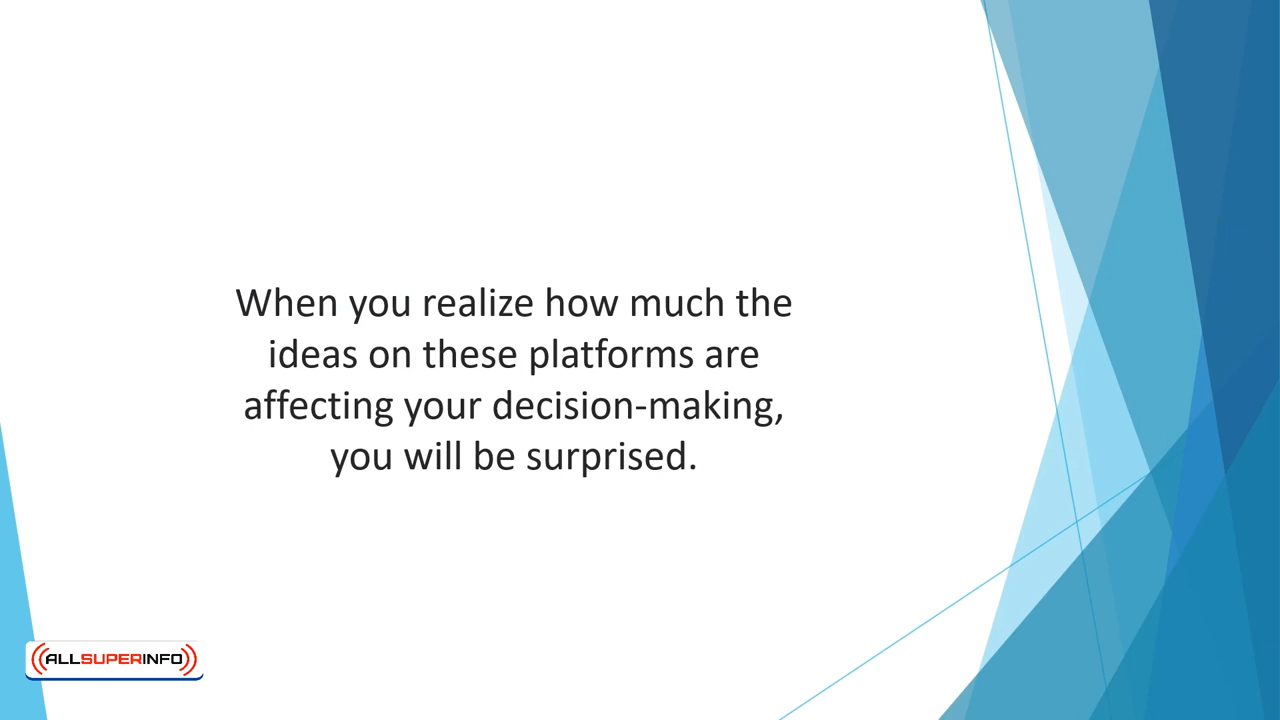 When you realize how much the
ideas on these platforms are
affecting your decision-making,
you will be surprised.
ALLSUPERINFO